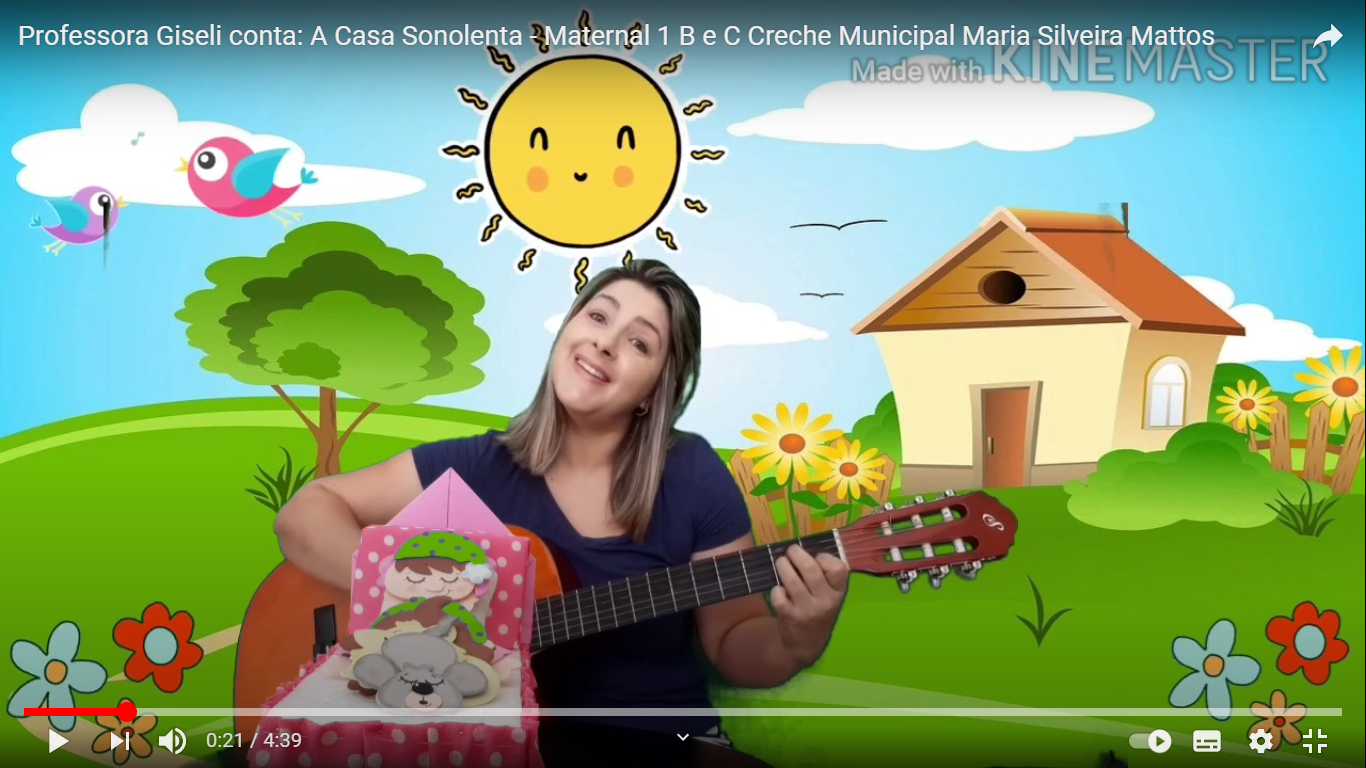 Professora Giseli conta: A Casa Sonolenta - Maternal 1 B e C Creche Municipal Maria Silveira Mattos
Made with KINEMASTER
0:21 / 4:39